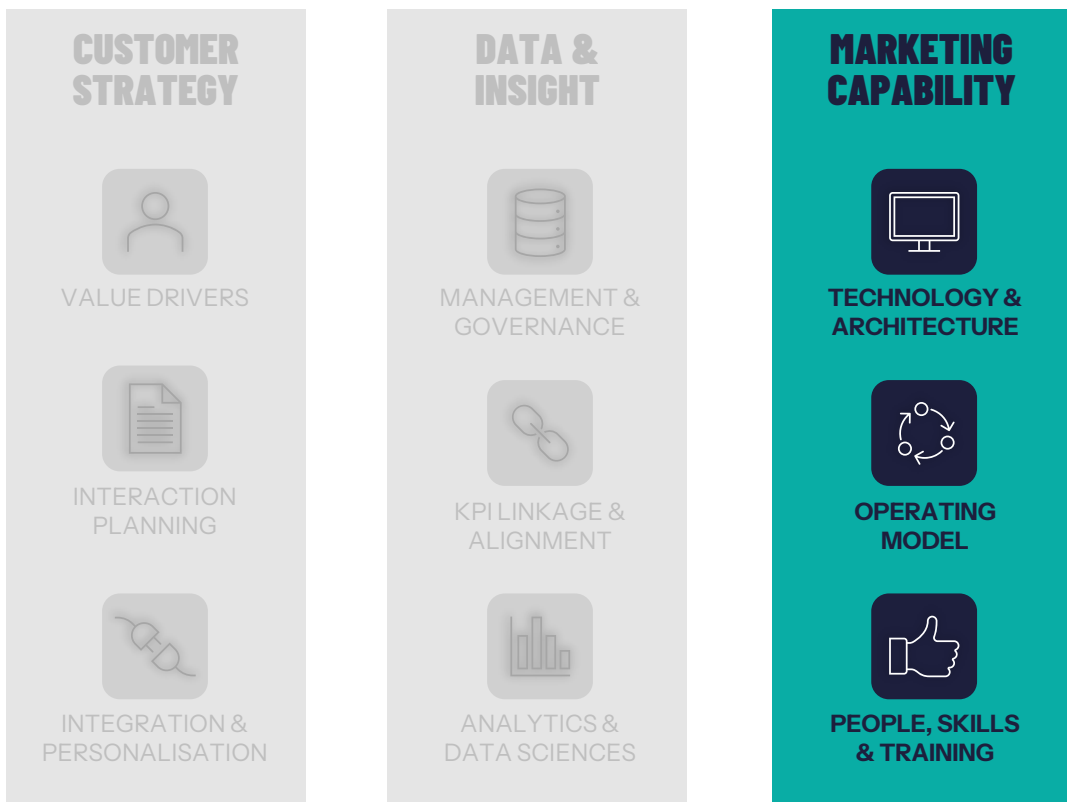 CUSTOMER
STRATEGY
VALUE DRIVERS
INTERACTION
PLANNING
INTEGRATION &
PERSONALISATION
DATA &
INSIGHT
MANAGEMENT &
GOVERNANCE
KPI LINKAGE &
ALIGNMENT
ANALYTICS &
DATA SCIENCES
MARKETING
CAPABILITY
TECHNOLOGY &
ARCHITECTURE
OPERATING
MODEL
PEOPLE, SKILLS
& TRAINING